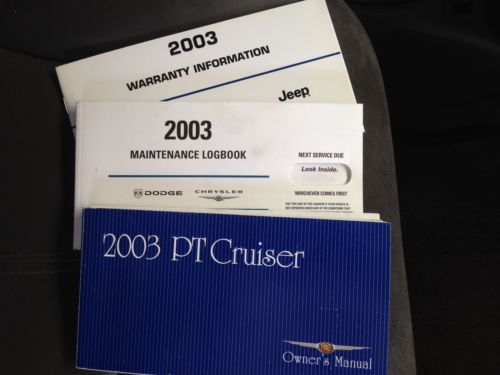 2003
WARRANTY INFORMATION
Jeep
2003
MAINTENANCE LOGBOOK
NEXT SERVICE DUE
Look Inside.
DODGE
CHRYSLER
WHICHEVER COMES FIRST
2003 PT Cruiser
Owner's Manual